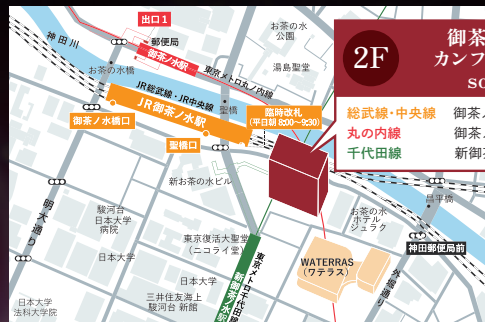 出口1
郵便局
御茶ノ水駅
神田川
お茶の水
公園
湯島聖堂
お茶の水橋
東京メトロ丸ノ内線
JR総武線・JR中央線
JR御茶ノ水駅
聖橋
臨時改札
(平日朝 8:00～9:30)
御茶ノ水橋口
聖橋口
2F
御茶
カンフ
so
総武線・中央線 御茶ノ
丸の内線 御茶ノ
千代田線 新御茶
新お茶の水ビル
昌平橋
明大通り
駿河台
日本大学
病院
お茶の水
ホテル
ジュラク
東京復活大聖堂
(ニコライ堂)
神田郵便局前
日本大学
日本大学
WATERRAS
(ワテラス)
東京メトロ千代田線
新御茶ノ水駅
外堀通り
三井住友海上
駿河台 新館
日本大学
法科大学院